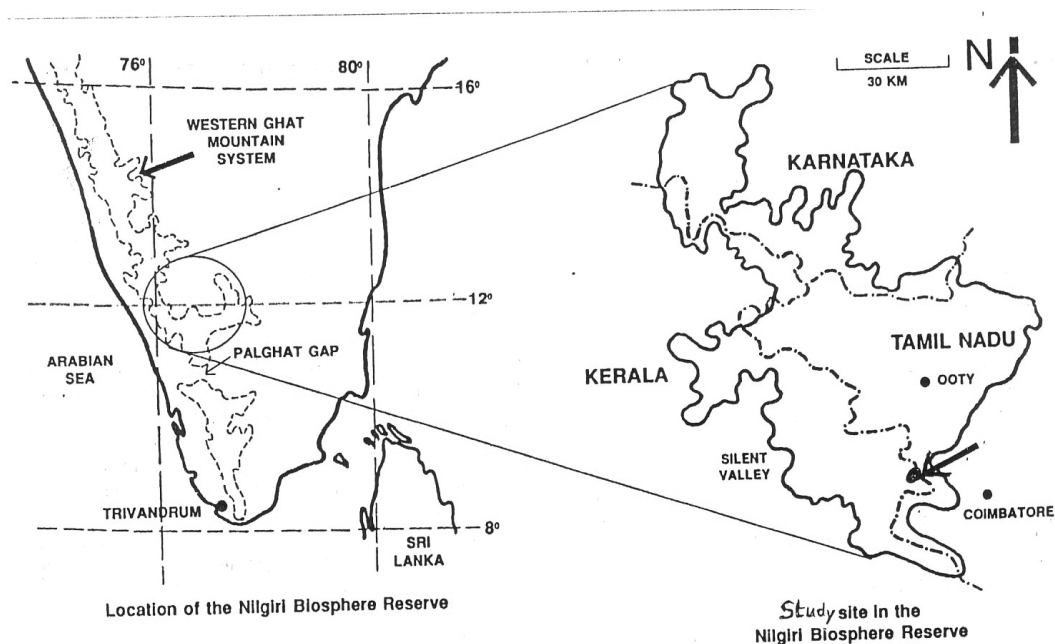 76°
80°
16°
WESTERN GHAT
MOUNTAIN
SYSTEM
12°
PALGHAT GAP
ARABIAN
SEA
TRIVANDRUM
8°
SRI
LANKA
Location of the Nilgiri Biosphere Reserve
SCALE
30 KM
N
KARNATAKA
TAMIL NADU
OOTY
KERALA
SILENT
VALLEY
COIMBATORE
Study site in the
Nilgiri Biosphere Reserve